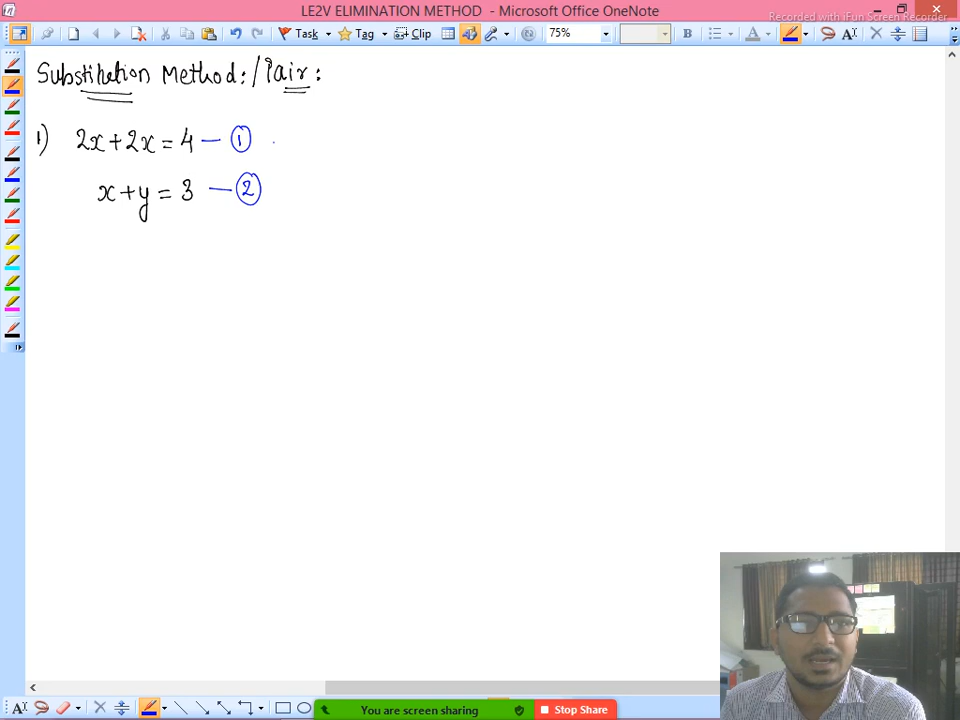 LE2V ELIMINATION METHOD - Microsoft Office OneNote
Recorded with iFun Screen Recorder
Task Tag Clip 75% B A
Substitution Method: / Pair :
1) 2x + 2x = 4 — ①
x + y = 3 — ②
You are screen sharing Stop Share